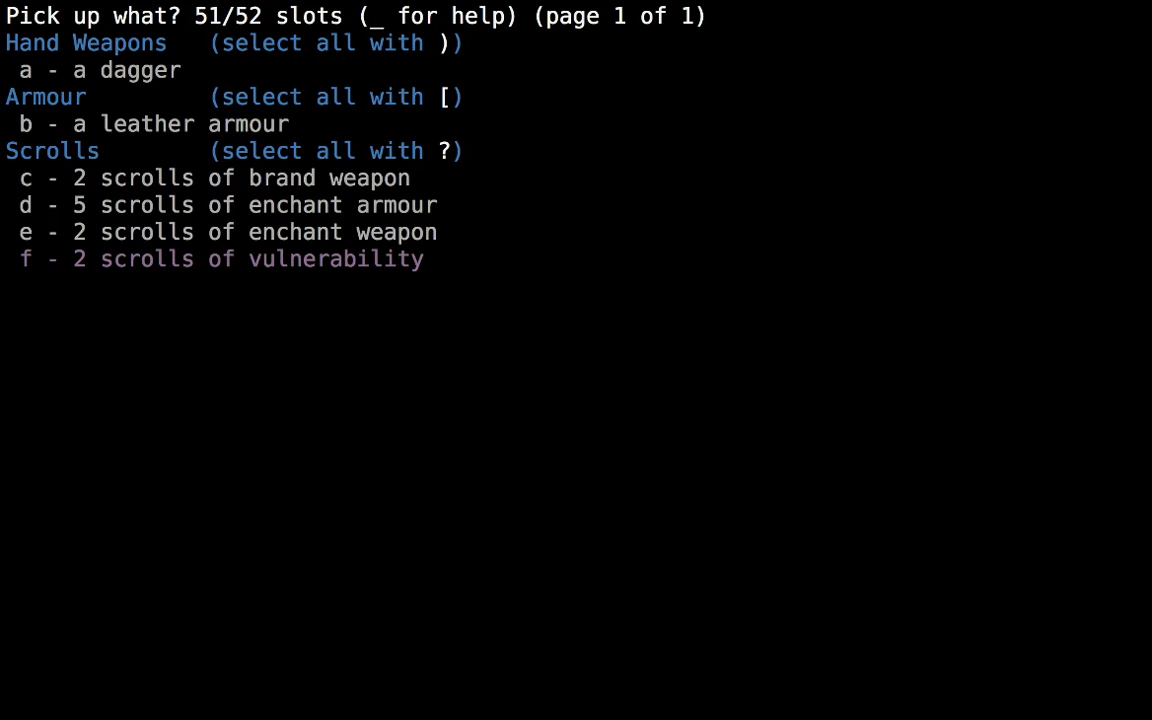 Pick up what? 51/52 slots (_ for help) (page 1 of 1)
Hand Weapons   (select all with ))
 a - a dagger
Armour         (select all with [)
 b - a leather armour
Scrolls        (select all with ?)
 c - 2 scrolls of brand weapon
 d - 5 scrolls of enchant armour
 e - 2 scrolls of enchant weapon
 f - 2 scrolls of vulnerability